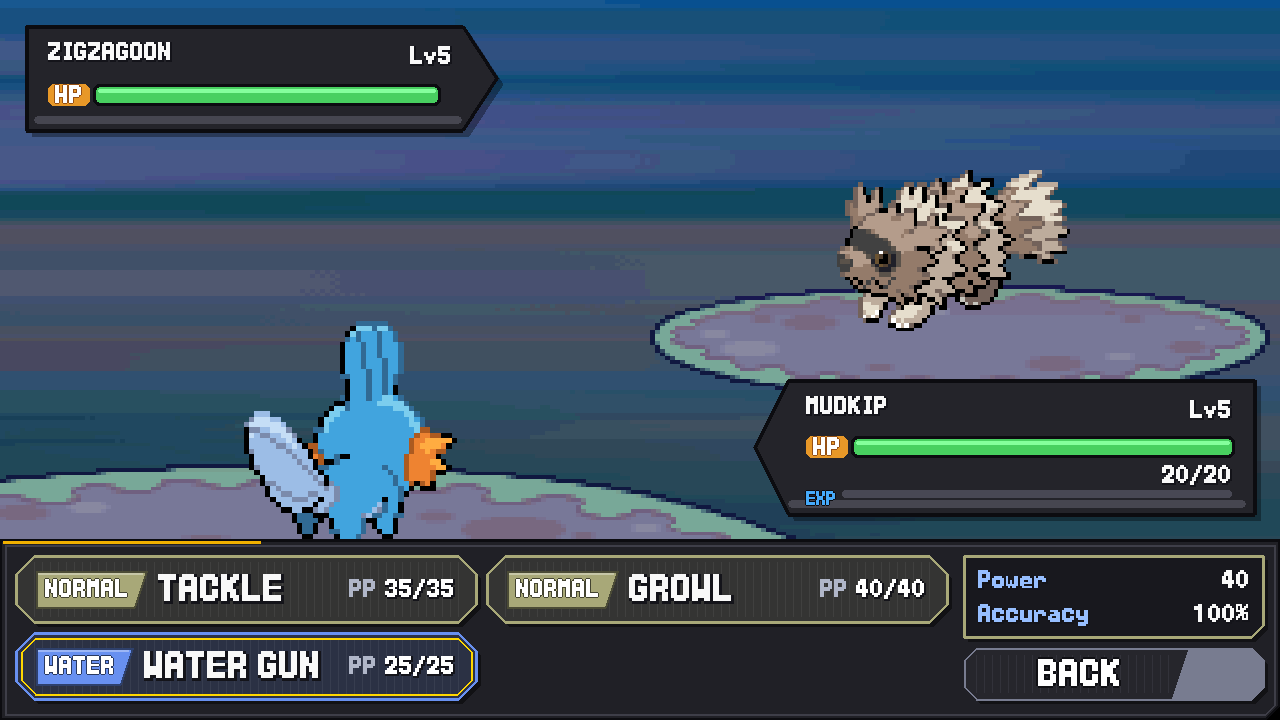 ZIGZAGOON Lv5
HP
MUDKIP Lv5
HP
20/20
EXP
NORMAL TACKLE PP 35/35
NORMAL GROWL PP 40/40
Power 40
Accuracy 100%
WATER WATER GUN PP 25/25
BACK